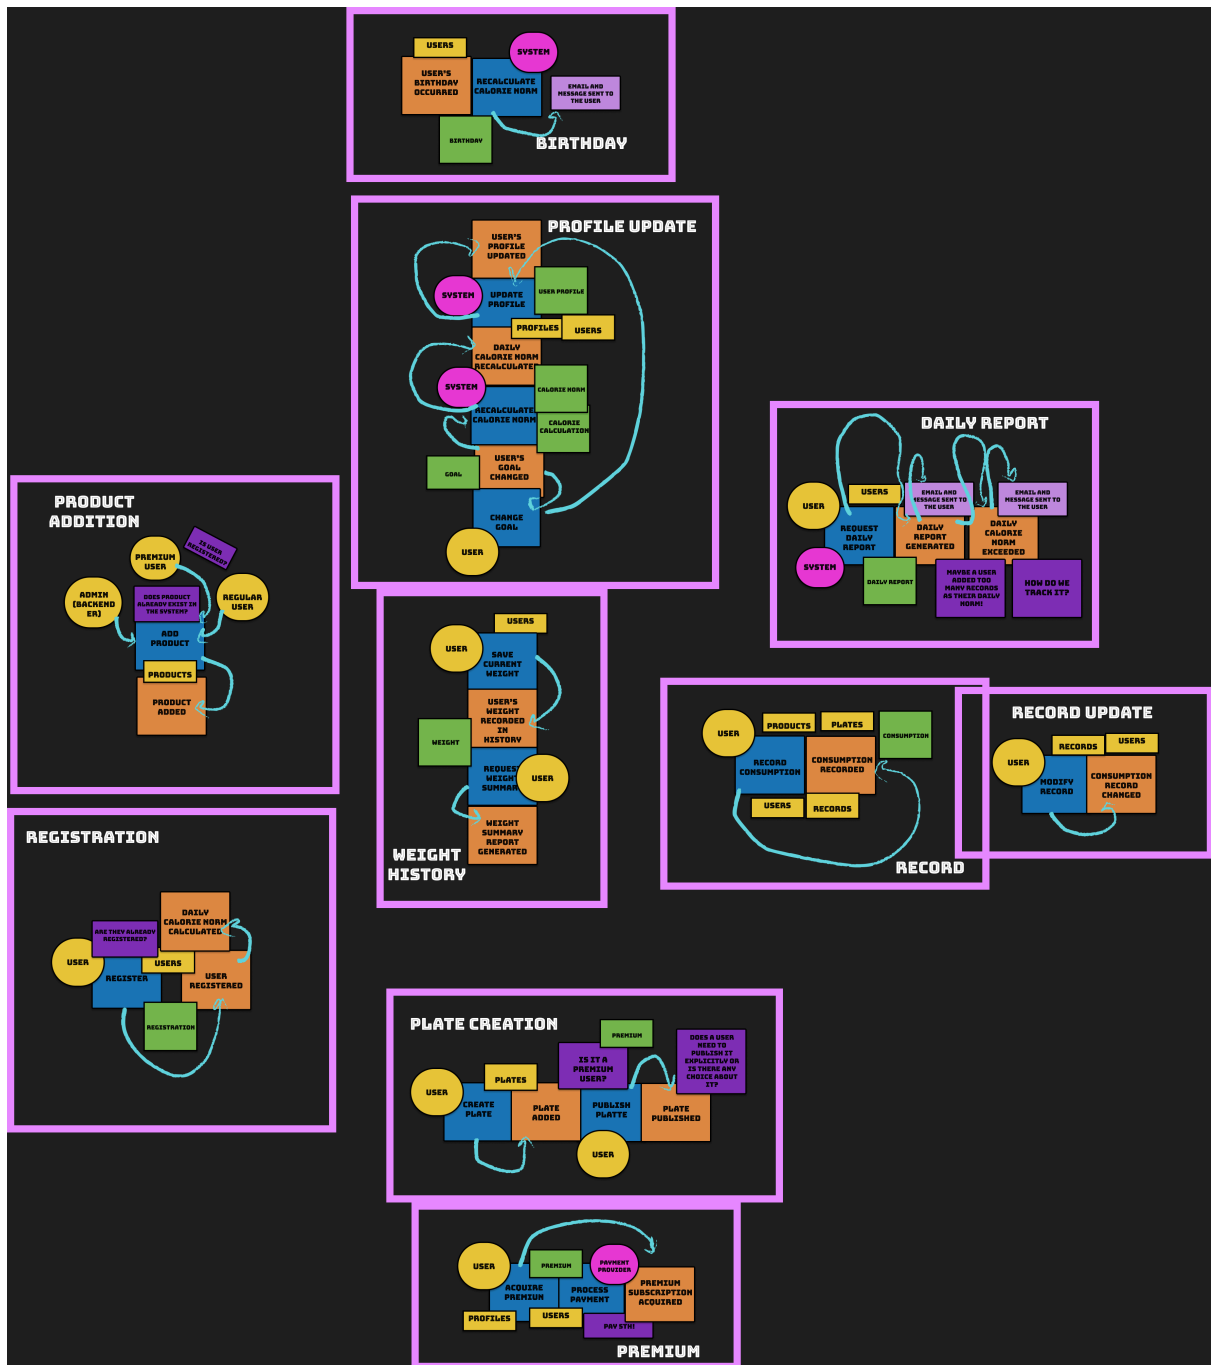 USERS
SYSTEM
USER'S
BIRTHDAY
OCCURRED
RECALCULATE
CALORIE NORM
EMAIL AND
MESSAGE SENT TO
THE USER
BIRTHDAY
BIRTHDAY
PROFILE UPDATE
USER'S
PROFILE
UPDATED
SYSTEM
UPDATE
PROFILE
USER PROFILE
PROFILES
USERS
DAILY
CALORIE NORM
RECALCULATED
SYSTEM
CALORIE NORM
RECALCULATE
CALORIE NORM
CALORIE
CALCULATION
USER'S
GOAL
CHANGED
GOAL
CHANGE
GOAL
USER
DAILY REPORT
USER
USERS
EMAIL AND
MESSAGE SENT TO
THE USER
EMAIL AND
MESSAGE SENT TO
THE USER
REQUEST
DAILY
REPORT
DAILY
REPORT
GENERATED
DAILY
CALORIE
NORM
EXCEEDED
SYSTEM
DAILY REPORT
MAYBE A USER
ADDED TOO
MANY RECORDS
AS THEIR DAILY
NORM!
HOW DO WE
TRACK IT?
PRODUCT
ADDITION
PREMIUM
USER
IS USER
REGISTERED?
ADMIN
(BACKEND
ER)
DOES PRODUCT
ALREADY EXIST IN
THE SYSTEM?
REGULAR
USER
ADD
PRODUCT
PRODUCTS
PRODUCT
ADDED
USERS
USER
SAVE
CURRENT
WEIGHT
USER'S
WEIGHT
RECORDED
IN
HISTORY
WEIGHT
REQUEST
WEIGHT
SUMMARY
USER
WEIGHT
SUMMARY
REPORT
GENERATED
WEIGHT
HISTORY
USER
PRODUCTS
PLATES
CONSUMPTION
RECORD
CONSUMPTION
CONSUMPTION
RECORDED
USERS
RECORDS
RECORD
RECORD UPDATE
USER
RECORDS
USERS
MODIFY
RECORD
CONSUMPTION
RECORD
CHANGED
REGISTRATION
DAILY
CALORIE NORM
CALCULATED
ARE THEY ALREADY
REGISTERED?
USER
USERS
REGISTER
USER
REGISTERED
REGISTRATION
PLATE CREATION
PREMIUM
IS IT A
PREMIUM
USER?
DOES A USER
NEED TO
PUBLISH IT
EXPLICITLY OR
IS THERE ANY
CHOICE ABOUT
IT?
USER
PLATES
CREATE
PLATE
PLATE
ADDED
PUBLISH
PLATTE
PLATE
PUBLISHED
USER
USER
PREMIUM
PAYMENT
PROVIDER
ACQUIRE
PREMIUN
PROCESS
PAYMENT
PREMIUM
SUBSCRIPTION
ACQUIRED
PROFILES
USERS
PAY STH!
PREMIUM